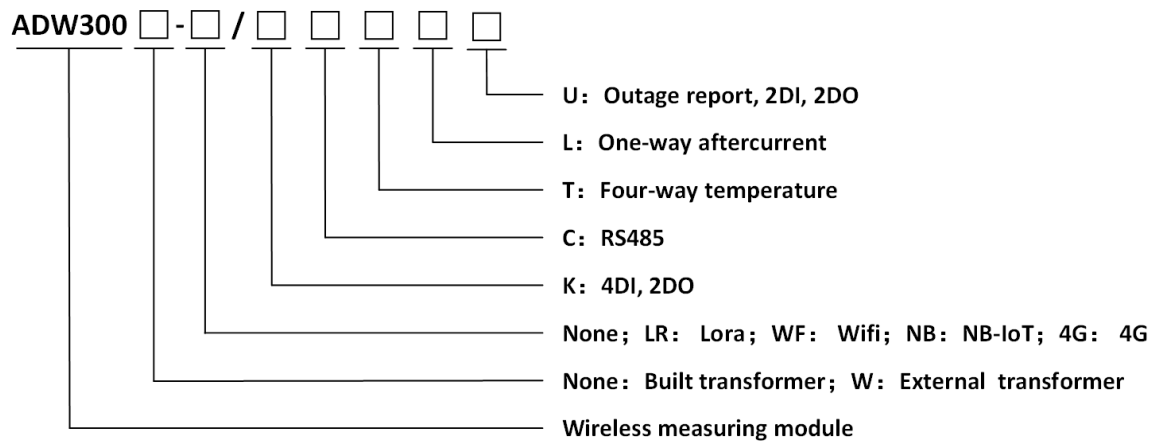 ADW300 □-□/□ □ □ □ □
U：Outage report, 2DI, 2DO
L：One-way aftercurrent
T：Four-way temperature
C：RS485
K：4DI, 2DO
None；LR：Lora；WF：Wifi；NB：NB-IoT；4G：4G
None：Built transformer；W：External transformer
Wireless measuring module